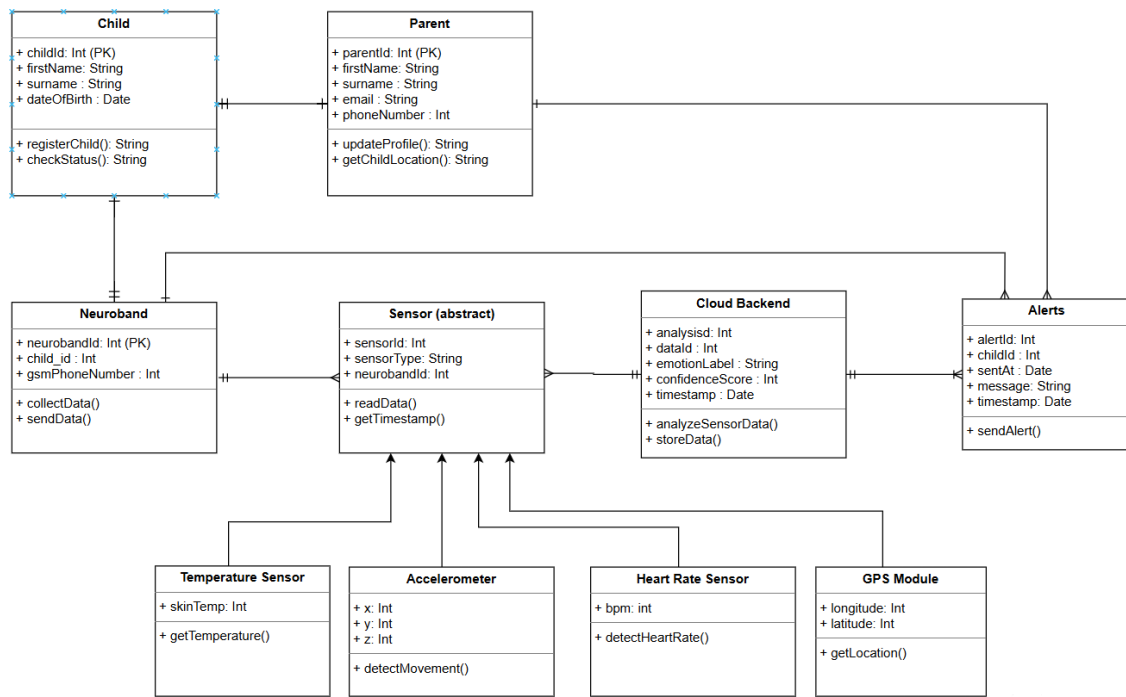 Child
+ childId: Int (PK)
+ firstName: String
+ surname : String
+ dateOfBirth : Date
+ registerChild(): String
+ checkStatus(): String
Parent
+ parentId: Int (PK)
+ firstName: String
+ surname : String
+ email : String
+ phoneNumber : Int
+ updateProfile(): String
+ getChildLocation(): String
Neuroband
+ neurobandId: Int (PK)
+ child_id : Int
+ gsmPhoneNumber : Int
+ collectData()
+ sendData()
Sensor (abstract)
+ sensorId: Int
+ sensorType: String
+ neurobandId: Int
+ readData()
+ getTimestamp()
Cloud Backend
+ analysisd: Int
+ dataId : Int
+ emotionLabel : String
+ confidenceScore : Int
+ timestamp : Date
+ analyzeSensorData()
+ storeData()
Alerts
+ alertId: Int
+ childId : Int
+ sentAt : Date
+ message: String
+ timestamp: Date
+ sendAlert()
Temperature Sensor
+ skinTemp: Int
+ getTemperature()
Accelerometer
+ x: Int
+ y: Int
+ z: Int
+ detectMovement()
Heart Rate Sensor
+ bpm: int
+ detectHeartRate()
GPS Module
+ longitude: Int
+ latitude: Int
+ getLocation()